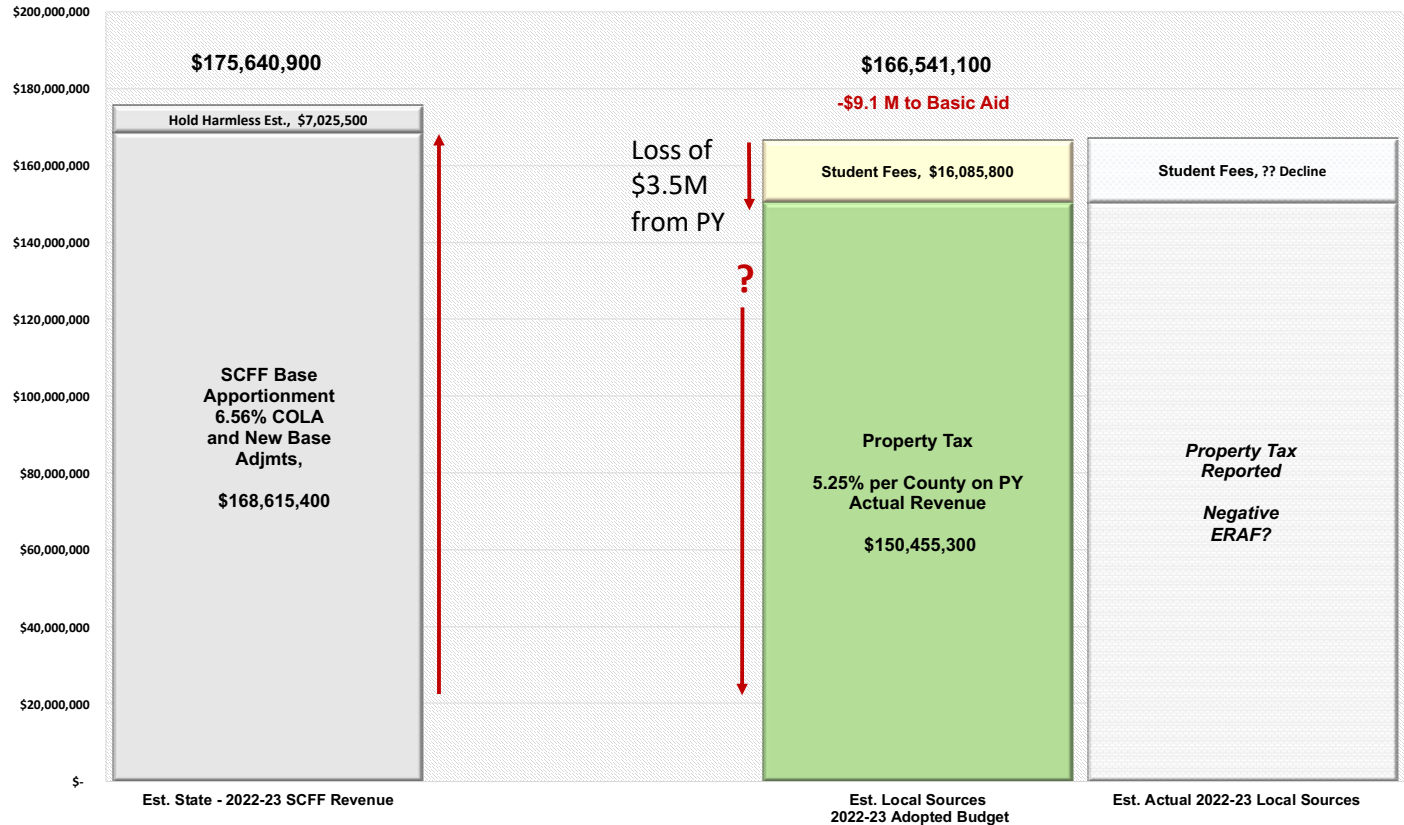 $200,000,000
$180,000,000
$160,000,000
$140,000,000
$120,000,000
$100,000,000
$80,000,000
$60,000,000
$40,000,000
$20,000,000
$-
$175,640,900
Hold Harmless Est., $7,025,500
SCFF Base
Apportionment
6.56% COLA
and New Base
Adjmts,
$168,615,400
Est. State - 2022-23 SCFF Revenue
Loss of
$3.5M
from PY
?
$166,541,100
-$9.1 M to Basic Aid
Student Fees, $16,085,800
Property Tax
5.25% per County on PY
Actual Revenue
$150,455,300
Est. Local Sources
2022-23 Adopted Budget
Student Fees, ?? Decline
Property Tax
Reported
Negative
ERAF?
Est. Actual 2022-23 Local Sources